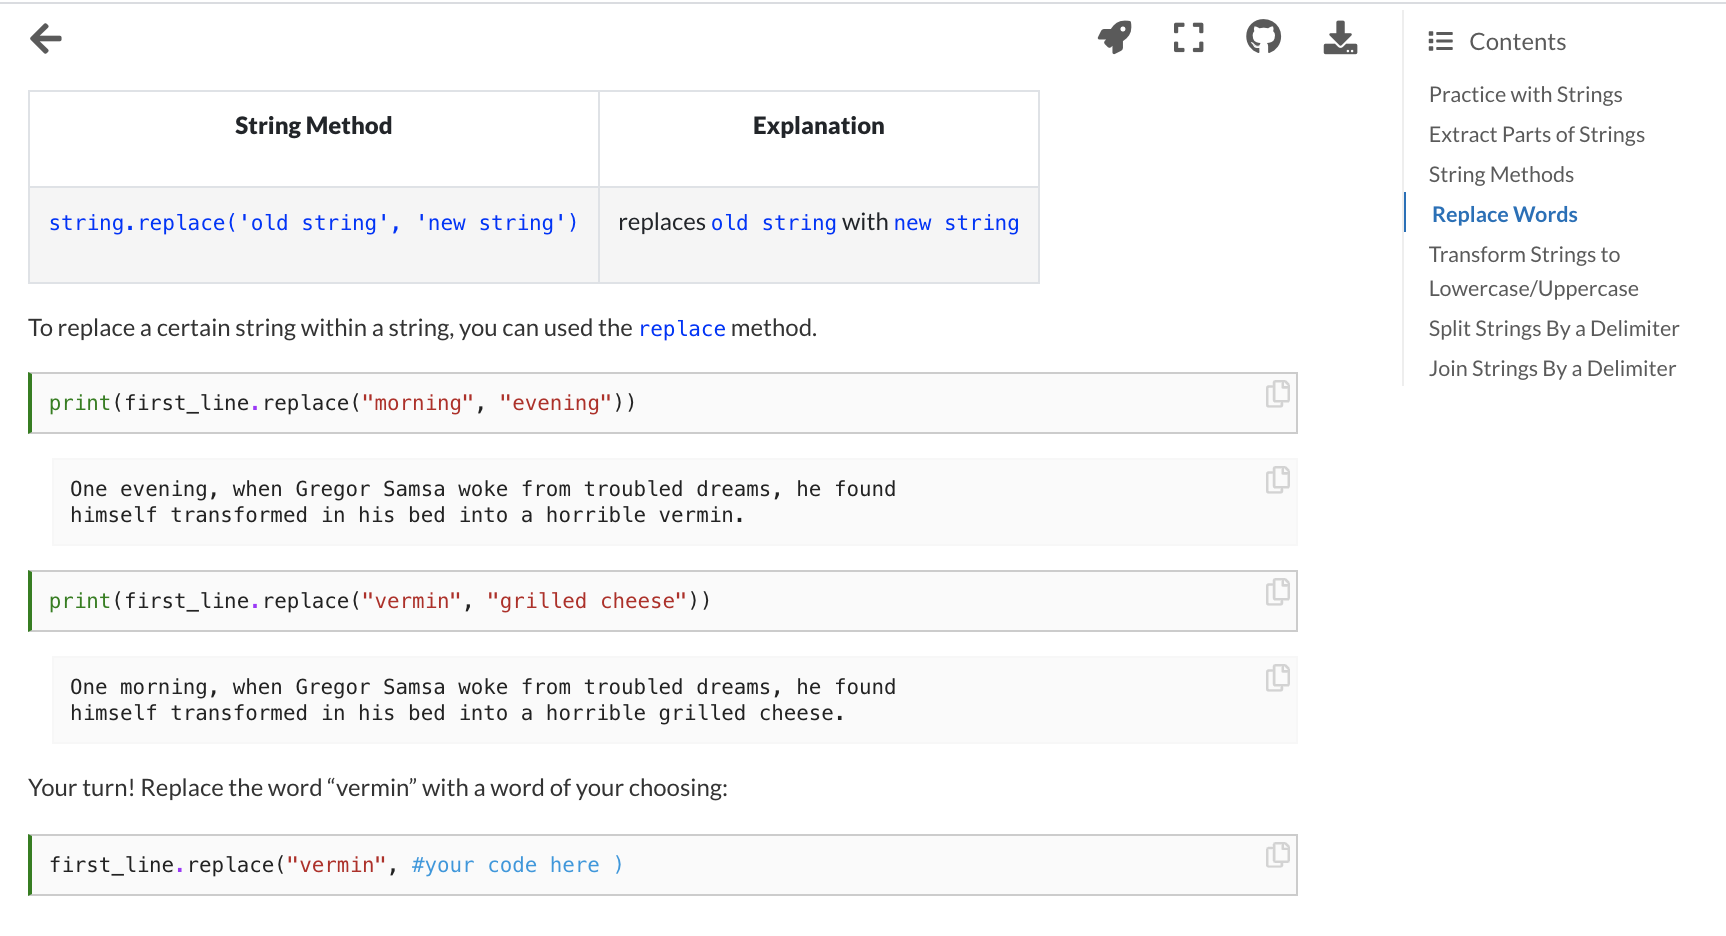 Contents
String Method Explanation
string.replace('old string', 'new string') replaces old string with new string
To replace a certain string within a string, you can used the replace method.
print(first_line.replace("morning", "evening"))
One evening, when Gregor Samsa woke from troubled dreams, he found
himself transformed in his bed into a horrible vermin.
print(first_line.replace("vermin", "grilled cheese"))
One morning, when Gregor Samsa woke from troubled dreams, he found
himself transformed in his bed into a horrible grilled cheese.
Your turn! Replace the word “vermin” with a word of your choosing:
first_line.replace("vermin", #your code here )
Practice with Strings
Extract Parts of Strings
String Methods
Replace Words
Transform Strings to
Lowercase/Uppercase
Split Strings By a Delimiter
Join Strings By a Delimiter